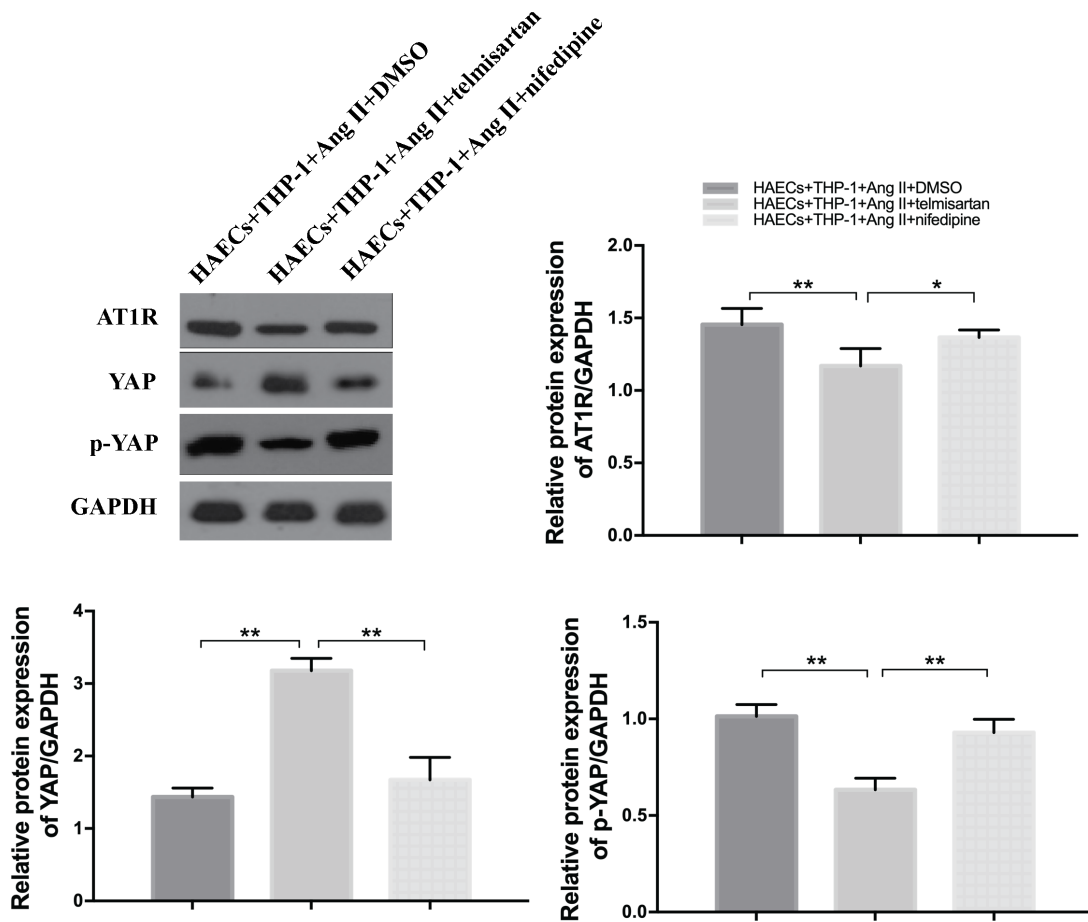 HAECs+THP-1+Ang II+DMSO
HAECs+THP-1+Ang II+telmisartan
HAECs+THP-1+Ang II+nifedipine
AT1R
YAP
p-YAP
GAPDH
HAECs+THP-1+Ang II+DMSO
HAECs+THP-1+Ang II+telmisartan
HAECs+THP-1+Ang II+nifedipine
Relative protein expression
of AT1R/GAPDH
2.0
1.5
1.0
0.5
0.0
**
*
Relative protein expression
of YAP/GAPDH
4
3
2
1
0
**
**
Relative protein expression
of p-YAP/GAPDH
1.5
1.0
0.5
0.0
**
**